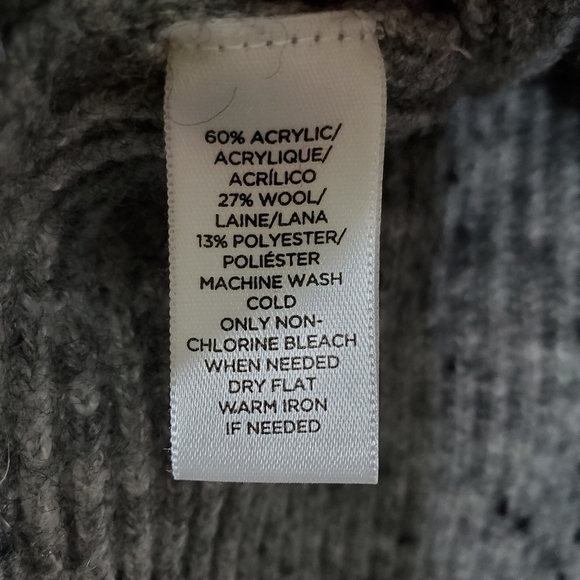 60% ACRYLIC/
ACRYLIQUE/
ACRÍLICO
27% WOOL/
LAINE/LANA
13% POLYESTER/
POLIÉSTER
MACHINE WASH
COLD
ONLY NON-
CHLORINE BLEACH
WHEN NEEDED
DRY FLAT
WARM IRON
IF NEEDED